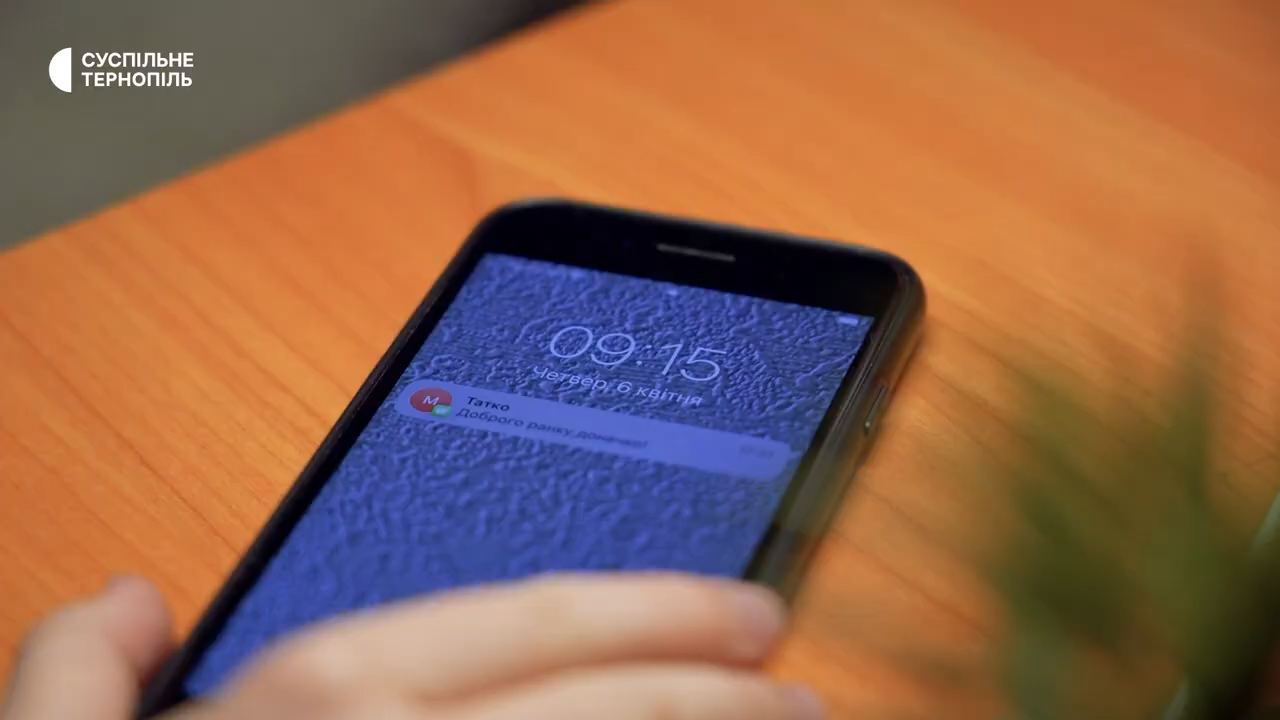 СУСПІЛЬНЕ
ТЕРНОПІЛЬ
09:15
Четвер, 6 квітня
М
Татко
Доброго ранку, донечко!